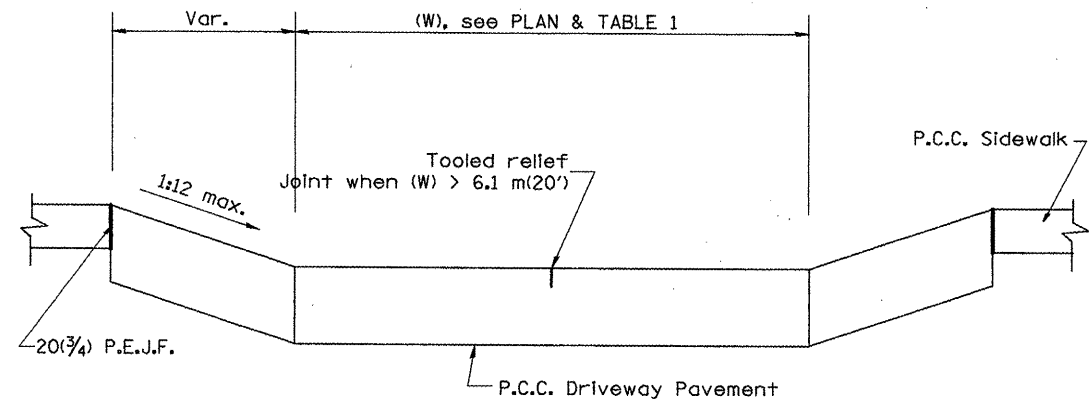 Var.
(W), see PLAN & TABLE 1
P.C.C. Sidewalk
Tooled relief
Joint when (W) > 6.1 m(20')
1:12 max.
20(3/4) P.E.J.F.
P.C.C. Driveway Pavement